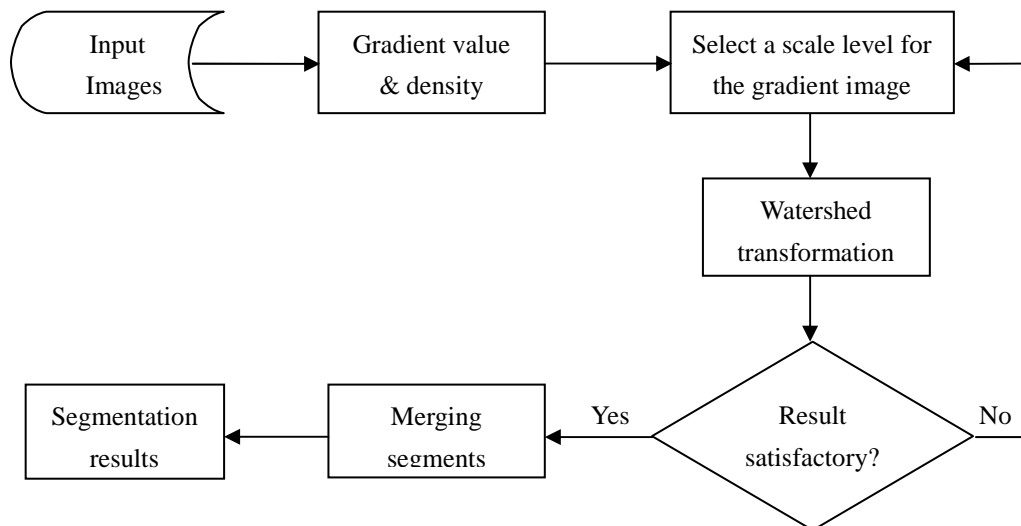 Input
Images
Gradient value
& density
Select a scale level for
the gradient image
Watershed
transformation
Result
satisfactory?
Yes
No
Merging
segments
Segmentation
results